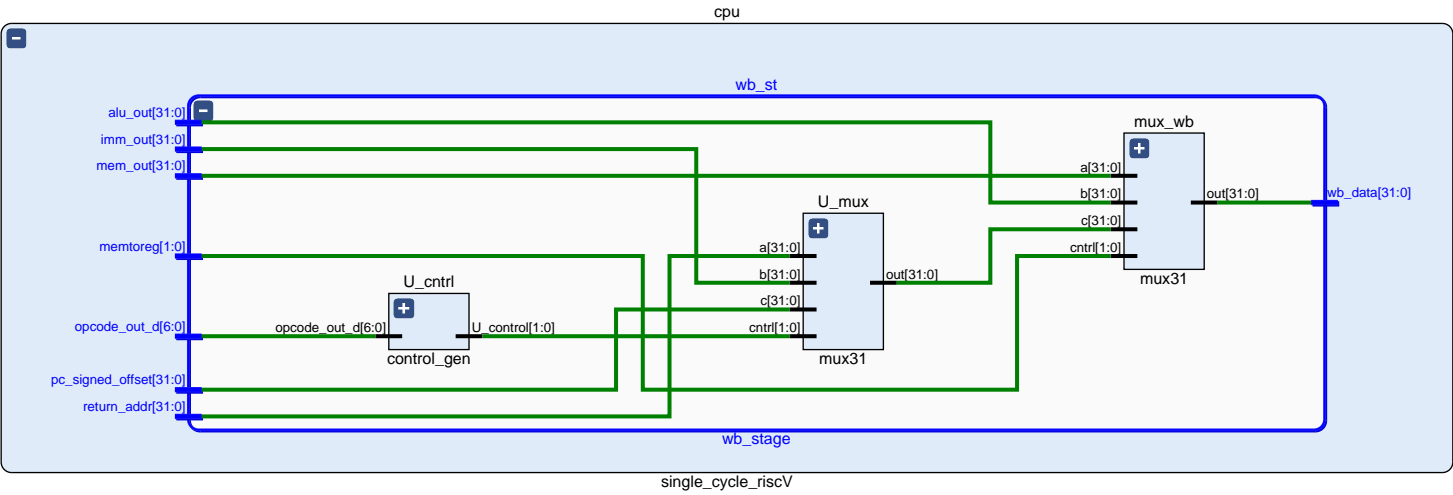 cpu
wb_st
alu_out[31:0]
imm_out[31:0]
mem_out[31:0]
memtoreg[1:0]
opcode_out_d[6:0]
pc_signed_offset[31:0]
return_addr[31:0]
U_cntrl
opcode_out_d[6:0]
U_control[1:0]
control_gen
U_mux
a[31:0]
b[31:0]
c[31:0]
cntrl[1:0]
out[31:0]
mux31
mux_wb
a[31:0]
b[31:0]
c[31:0]
cntrl[1:0]
out[31:0]
mux31
wb_data[31:0]
wb_stage
single_cycle_riscV